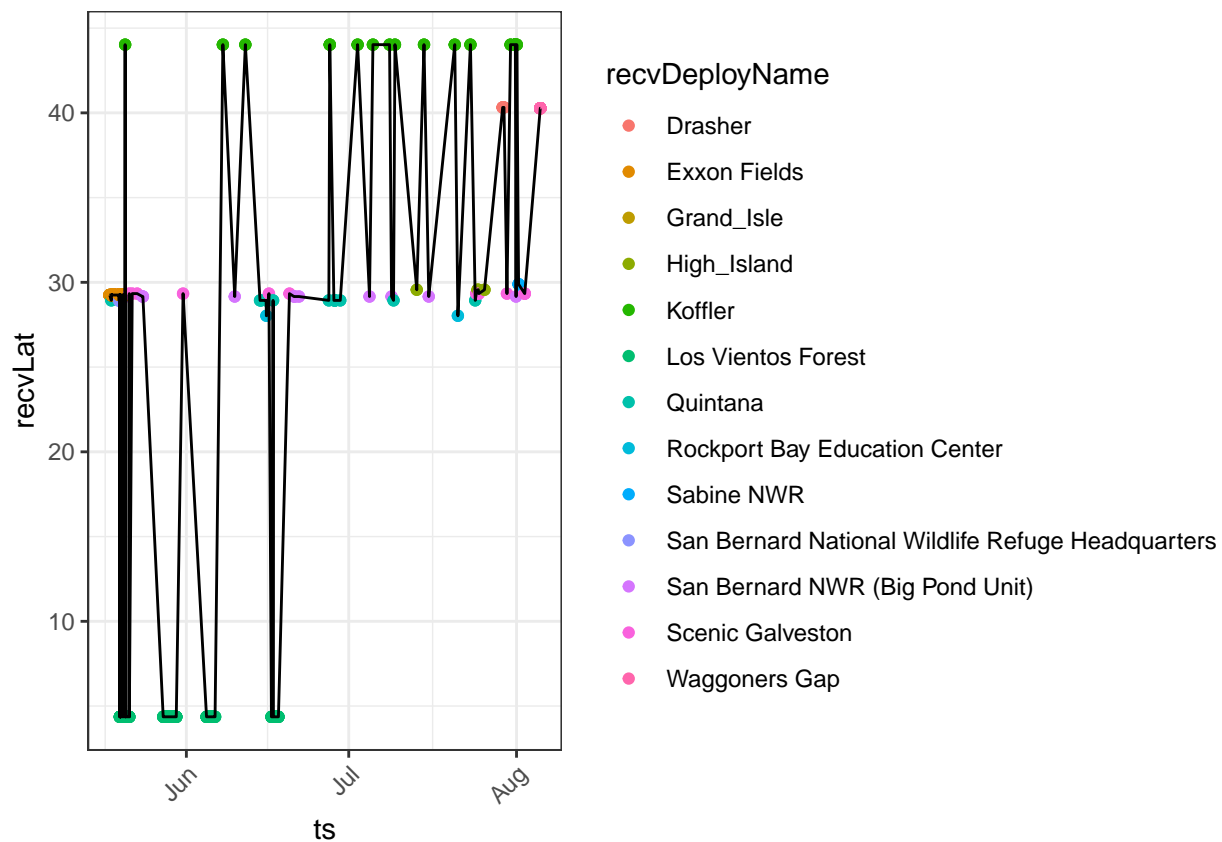 recvLat
40
30
20
10
Jun
Jul
Aug
ts
recvDeployName
Drasher
Exxon Fields
Grand_Isle
High_Island
Koffler
Los Vientos Forest
Quintana
Rockport Bay Education Center
Sabine NWR
San Bernard National Wildlife Refuge Headquarters
San Bernard NWR (Big Pond Unit)
Scenic Galveston
Waggoners Gap